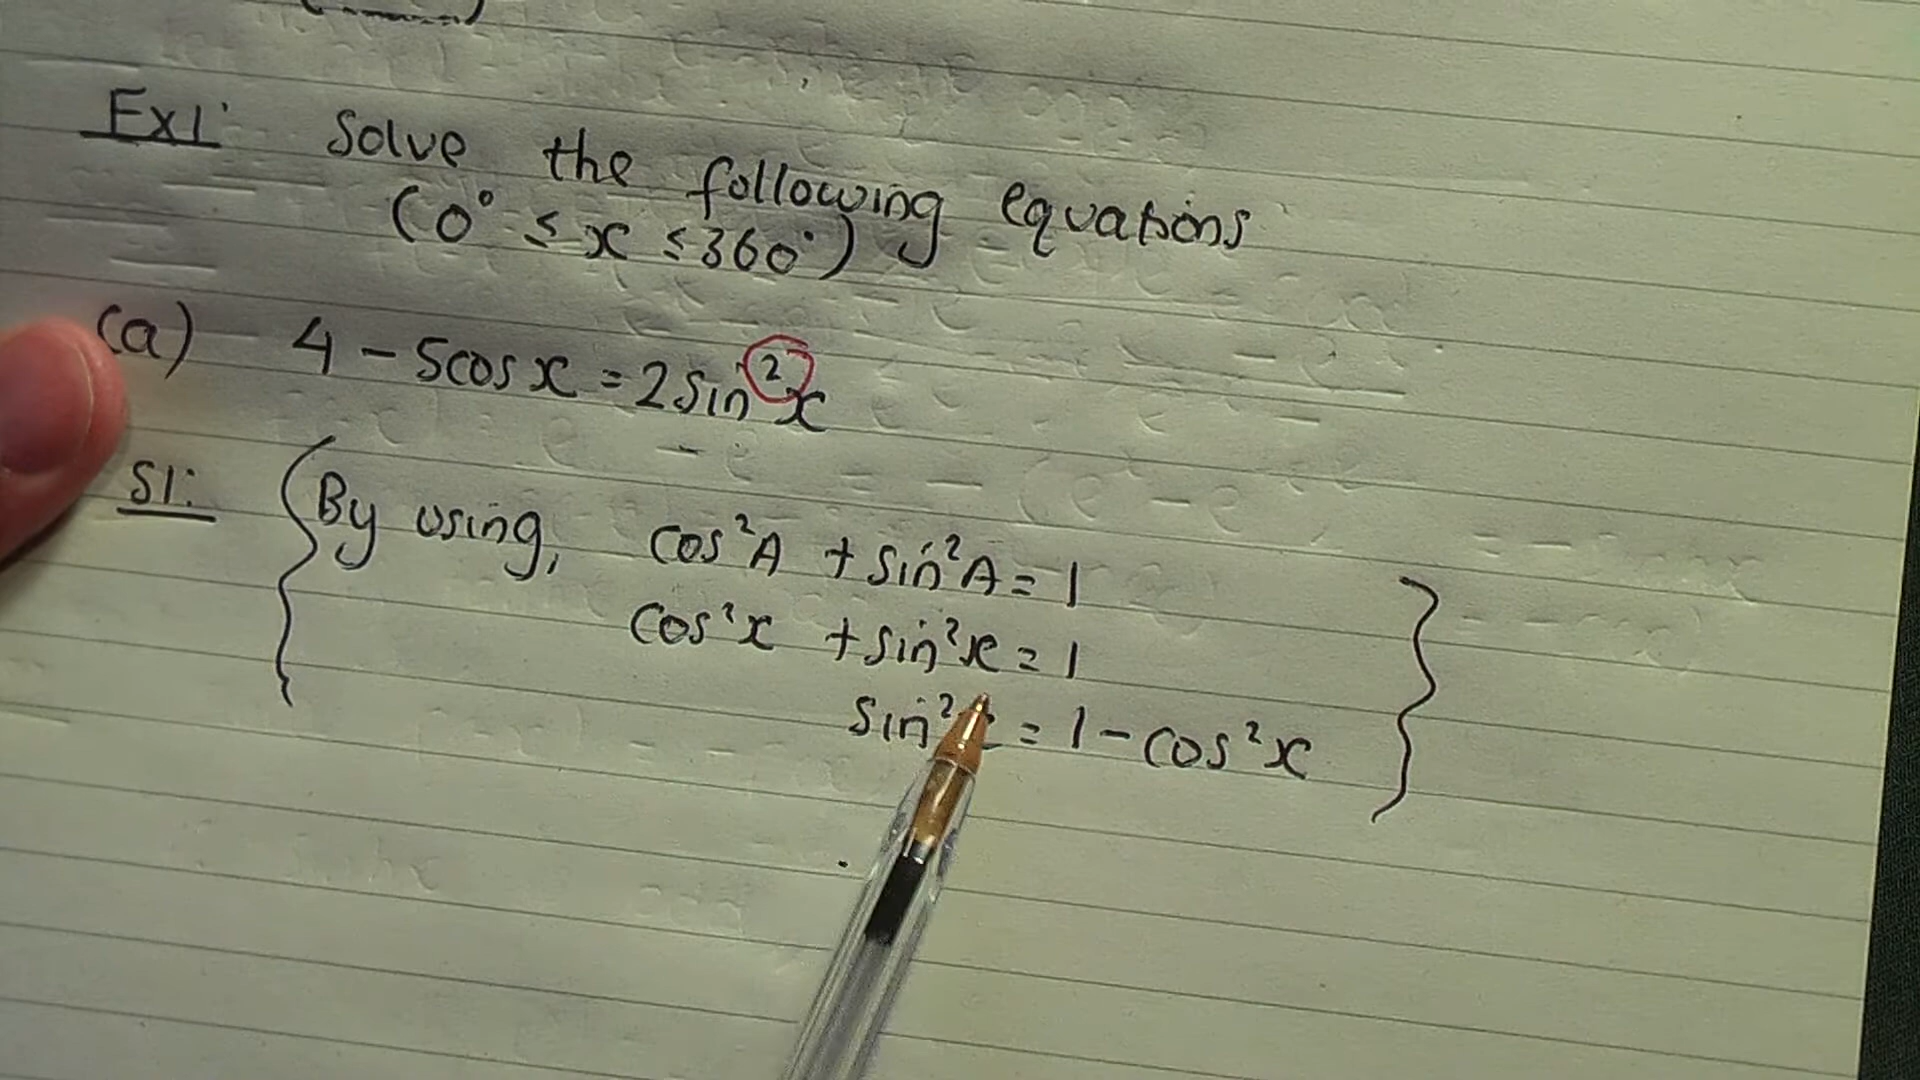 Ex1: Solve the following equations
(0° ≤ x ≤ 360°)
(a) 4 - 5cosx = 2sin²x
S1: By using, cos²A + sin²A = 1
cos²x + sin²x = 1
sin²x = 1 - cos²x